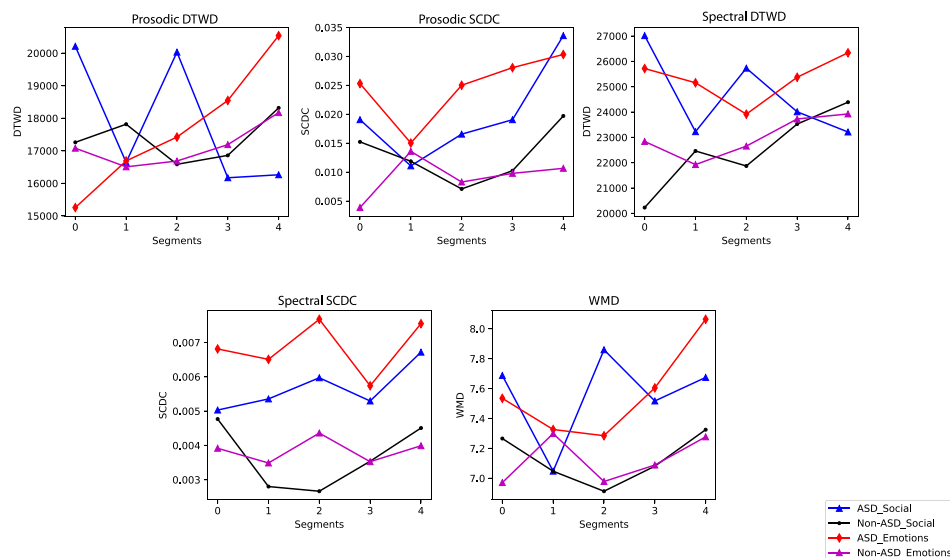 Prosodic DTWD
Prosodic SCDC
Spectral DTWD
20000
19000
18000
17000
16000
15000
DTWD
0 1 2 3 4
Segments
0.035
0.030
0.025
0.020
0.015
0.010
0.005
SCDC
0 1 2 3 4
Segments
27000
26000
25000
24000
23000
22000
21000
20000
DTWD
0 1 2 3 4
Segments
Spectral SCDC
WMD
0.007
0.006
0.005
0.004
0.003
SCDC
0 1 2 3 4
Segments
8.0
7.8
7.6
7.4
7.2
7.0
WMD
0 1 2 3 4
Segments
ASD_Social
Non-ASD_Social
ASD_Emotions
Non-ASD_Emotions